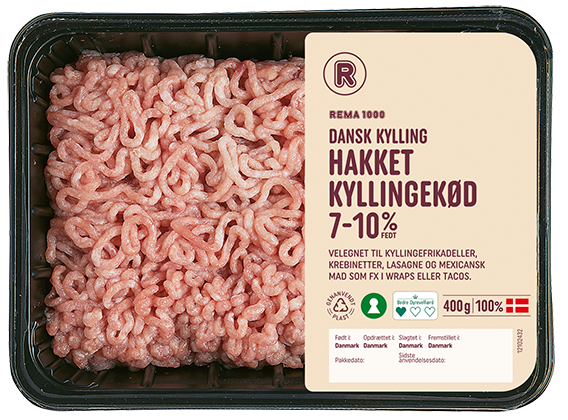 R
REMA 1000
DANSK KYLLING
HAKKET
KYLLINGEKØD
7-10%
FEDT
VELEGNET TIL KYLLINGEFRIKADELLER,
KREBINETTER, LASAGNE OG MEXICANSK
MAD SOM FX I WRAPS ELLER TACOS.
GENANVENDT
PLAST
Bedre Dyrevelfærd
400g 100%
Født i: Opdrættet i: Slagtet i: Fremstillet i:
Danmark Danmark Danmark Danmark
Pakkedato: Sidste
anvendelsesdato:
12102432